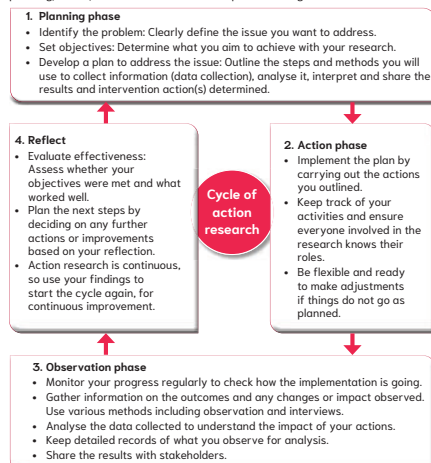 1. Planning phase
• Identify the problem: Clearly define the issue you want to address.
• Set objectives: Determine what you aim to achieve with your research.
• Develop a plan to address the issue: Outline the steps and methods you will
use to collect information (data collection), analyse it, interpret and share the
results and intervention action(s) determined.
4. Reflect
• Evaluate effectiveness:
Assess whether your
objectives were met and what
worked well.
• Plan the next steps by
deciding on any further
actions or improvements
based on your reflection.
• Action research is continuous,
so use your findings to
start the cycle again, for
continuous improvement.
Cycle of
action
research
2. Action phase
• Implement the plan by
carrying out the actions
you outlined.
• Keep track of your
activities and ensure
everyone involved in the
research knows their
roles.
• Be flexible and ready
to make adjustments
if things do not go as
planned.
3. Observation phase
• Monitor your progress regularly to check how the implementation is going.
• Gather information on the outcomes and any changes or impact observed.
Use various methods including observation and interviews.
• Analyse the data collected to understand the impact of your actions.
• Keep detailed records of what you observe for analysis.
• Share the results with stakeholders.